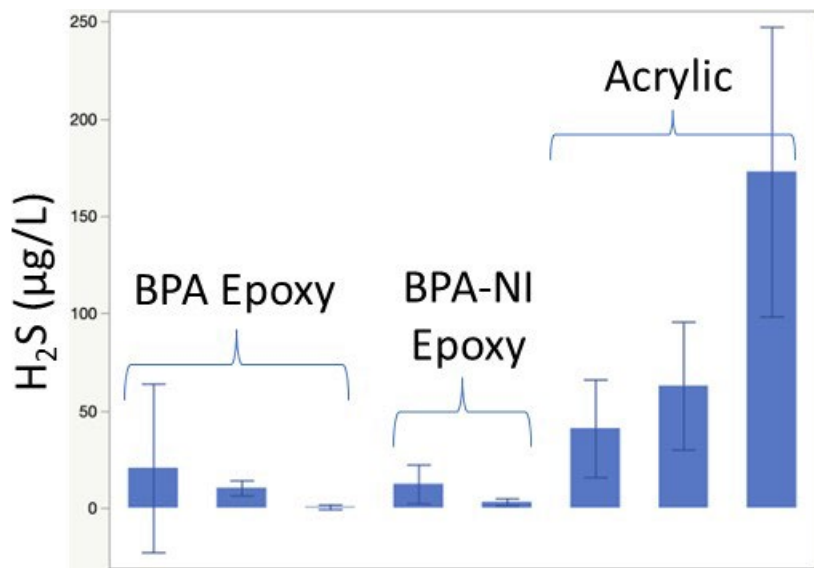 250
200
150
100
50
0
H₂S (µg/L)
BPA Epoxy
BPA-NI
Epoxy
Acrylic